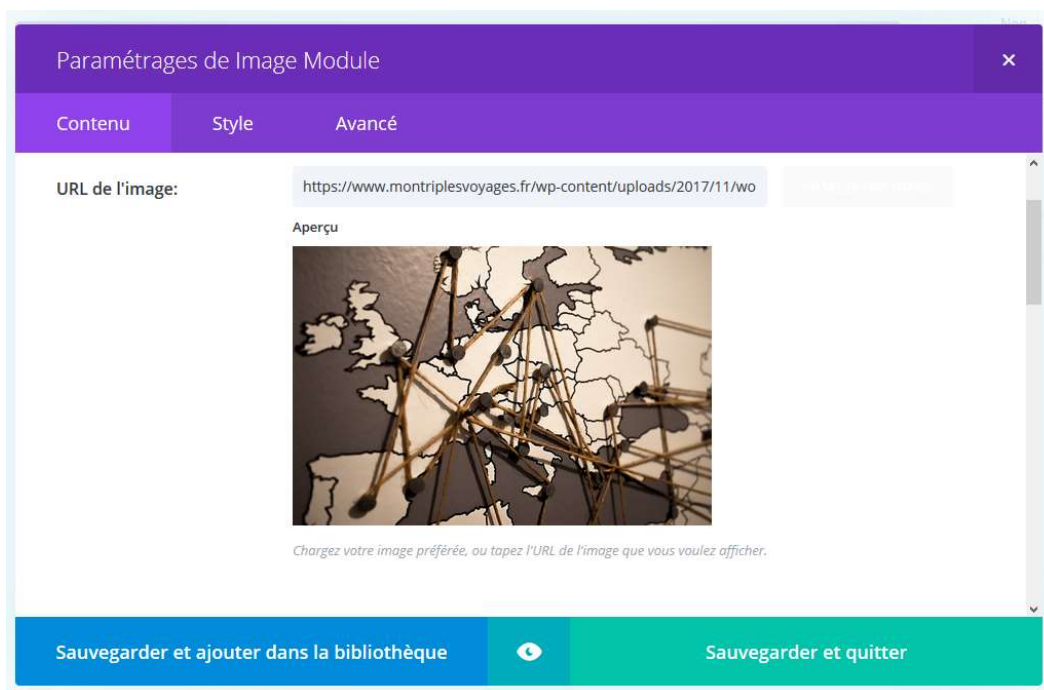 Paramétrages de Image Module
Contenu Style Avancé
URL de l'image: https://www.montriplesvoyages.fr/wp-content/uploads/2017/11/wo
Aperçu
Chargez votre image préférée, ou tapez l'URL de l'image que vous voulez afficher.
Sauvegarder et ajouter dans la bibliothèque Sauvegarder et quitter